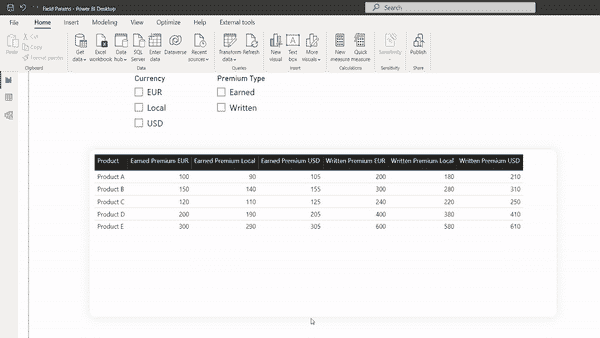 Field Params - Power BI Desktop
Search
File Home Insert Modeling View Optimize Help External tools
Paste
Cut
Copy
Format painter
Get data
Excel workbook
Data hub
SQL Server
Enter data
Dataverse
Recent sources
Transform data
Refresh
New visual
Text box
More visuals
New measure
Quick measure
Sensitivity
Publish
Clipboard Data Queries Insert Calculations Sensitivity Share
Currency
EUR
Local
USD
Premium Type
Earned
Written
Product Earned Premium EUR Earned Premium Local Earned Premium USD Written Premium EUR Written Premium Local Written Premium USD
Product A 100 90 105 200 180 210
Product B 150 140 155 300 280 310
Product C 120 110 125 240 220 250
Product D 200 190 205 400 380 410
Product E 300 290 305 600 580 610